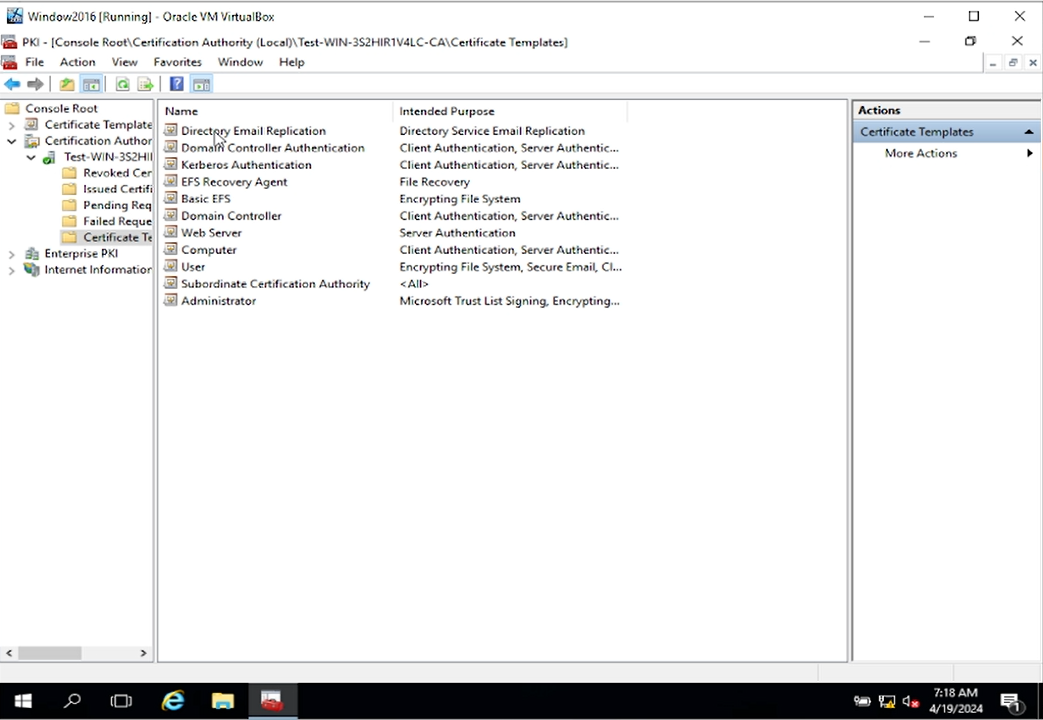 Window2016 [Running] - Oracle VM VirtualBox
PKI - [Console Root\Certification Authority (Local)\Test-WIN-3S2HIR1V4LC-CA\Certificate Templates]
File Action View Favorites Window Help
Console Root
Certificate Template
Certification Author
Test-WIN-3S2HI
Revoked Cer
Issued Certifi
Pending Req
Failed Reque
Certificate Te
Enterprise PKI
Internet Information
Name Intended Purpose
Directory Email Replication Directory Service Email Replication
Domain Controller Authentication Client Authentication, Server Authentic...
Kerberos Authentication Client Authentication, Server Authentic...
EFS Recovery Agent File Recovery
Basic EFS Encrypting File System
Domain Controller Client Authentication, Server Authentic...
Web Server Server Authentication
Computer Client Authentication, Server Authentic...
User Encrypting File System, Secure Email, Cl...
Subordinate Certification Authority <All>
Administrator Microsoft Trust List Signing, Encrypting...
Actions
Certificate Templates
More Actions
7:18 AM
4/19/2024
1